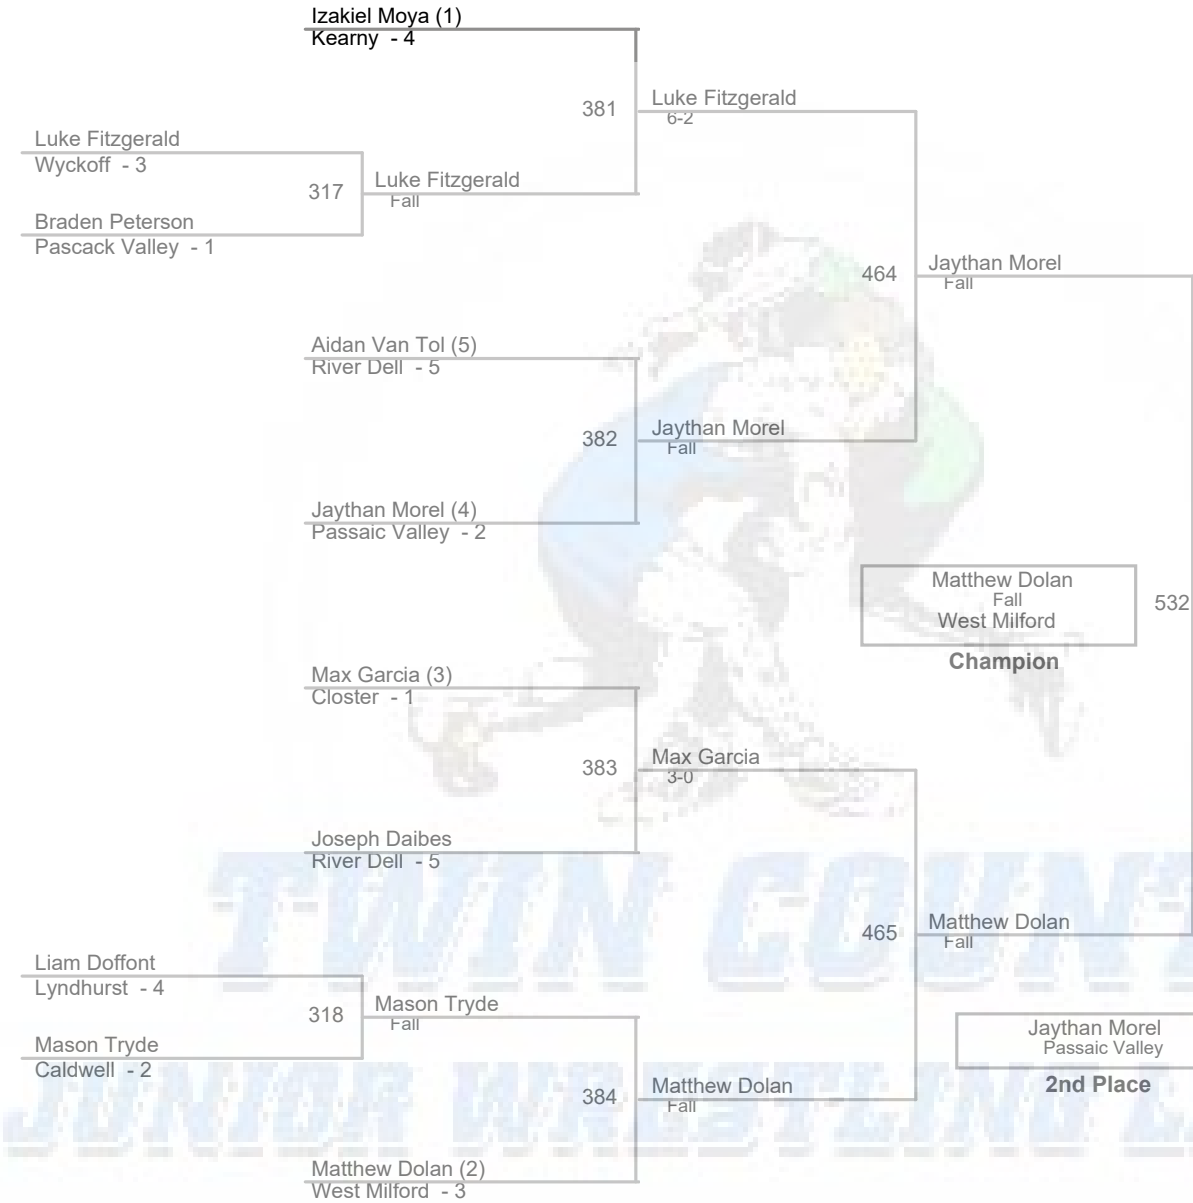 Izakiel Moya (1)
Kearny - 4
381
Luke Fitzgerald
6-2
Luke Fitzgerald
Wyckoff - 3
317
Luke Fitzgerald
Fall
Braden Peterson
Pascack Valley - 1
464
Jaythan Morel
Fall
Aidan Van Tol (5)
River Dell - 5
382
Jaythan Morel
Fall
Jaythan Morel (4)
Passaic Valley - 2
Matthew Dolan
Fall
West Milford
532
Champion
Max Garcia (3)
Closter - 1
383
Max Garcia
3-0
Joseph Daibes
River Dell - 5
TWIN COUNT
465
Matthew Dolan
Fall
Liam Doffont
Lyndhurst - 4
318
Mason Tryde
Fall
Mason Tryde
Caldwell - 2
Jaythan Morel
Passaic Valley
2nd Place
JUNIOR WRESTLING L
384
Matthew Dolan
Fall
Matthew Dolan (2)
West Milford - 3